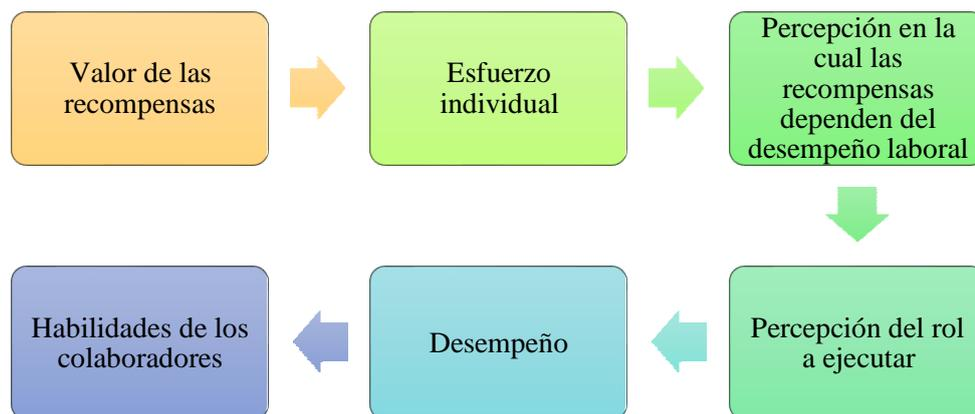 Valor de las
recompensas
Esfuerzo
individual
Percepción en la
cual las
recompensas
dependen del
desempeño laboral
Percepción del rol
a ejecutar
Desempeño
Habilidades de los
colaboradores